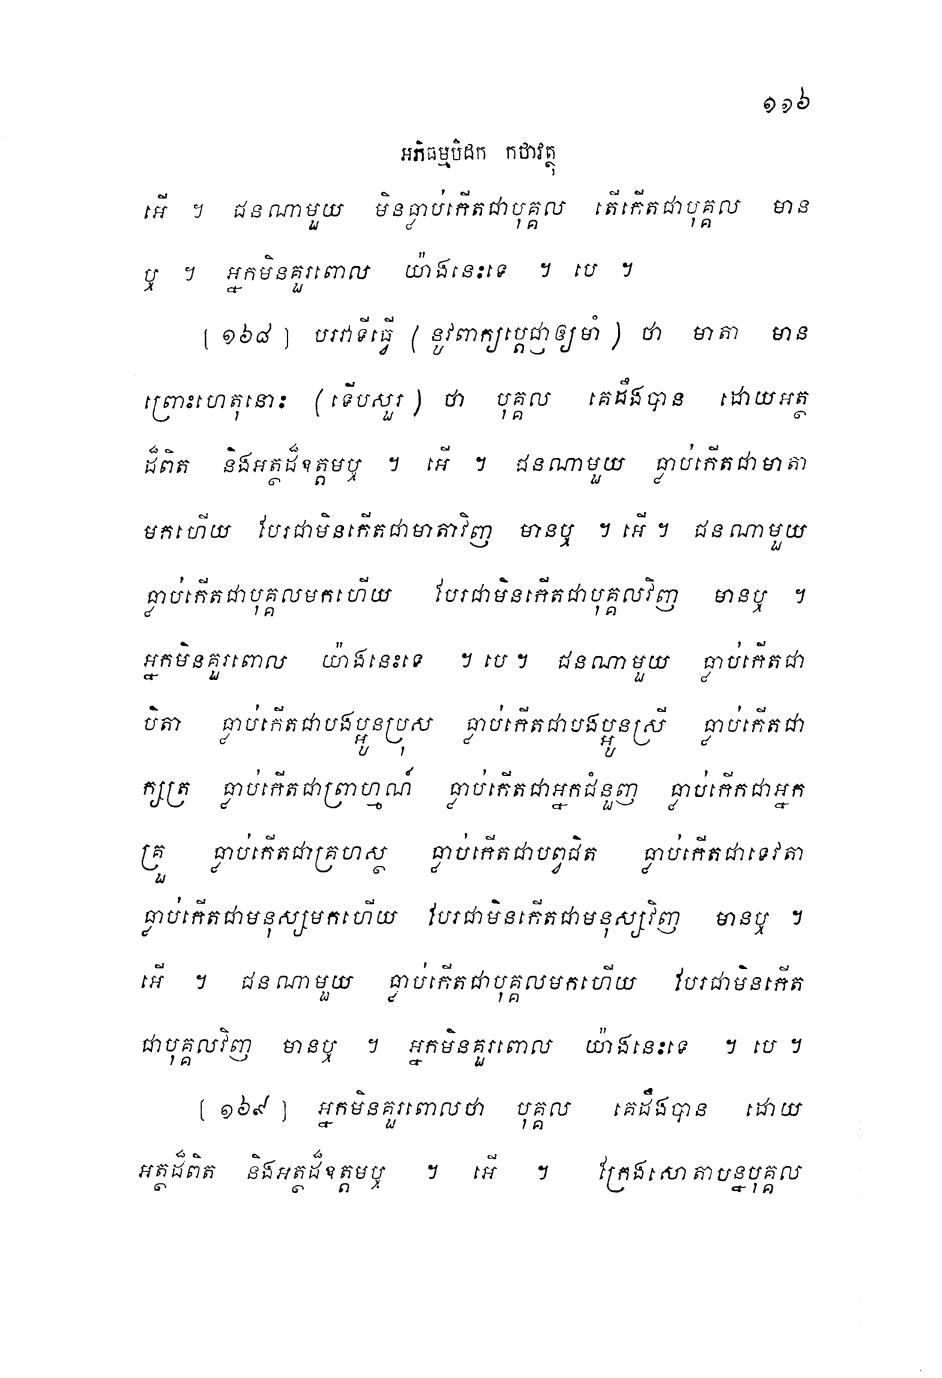 ១១៦
អភិធម្មបិដក កថាវត្ថុ
អើ ។ ជនណាមួយ មិនធ្លាប់កើតជាបុគ្គល តើកើតជាបុគ្គល មាន
ឬ ។ អ្នកមិនគួរពោល យ៉ាងនេះទេ ។ បេ ។
[១៦៨] បរវាទីធ្វើ (នូវពាក្យប្តេជ្ញាឲ្យមាំ) ថា មាតា មាន
ព្រោះហេតុនោះ (ទើបសួរ) ថា បុគ្គល គេដឹងបាន ដោយអត្ថ
ដ៏ពិត និងអត្ថដ៏ឧត្តមឬ ។ អើ ។ ជនណាមួយ ធ្លាប់កើតជាមាតា
មកហើយ បែរជាមិនកើតជាមាតាវិញ មានឬ ។ អើ ។ ជនណាមួយ
ធ្លាប់កើតជាបុគ្គលមកហើយ បែរជាមិនកើតជាបុគ្គលវិញ មានឬ ។
អ្នកមិនគួរពោល យ៉ាងនេះទេ ។ បេ ។ ជនណាមួយ ធ្លាប់កើតជា
បិតា ធ្លាប់កើតជាបងប្អូនប្រុស ធ្លាប់កើតជាបងប្អូនស្រី ធ្លាប់កើតជា
ក្សត្រ ធ្លាប់កើតជាព្រាហ្មណ៍ ធ្លាប់កើតជាអ្នកជំនួញ ធ្លាប់កើកជាអ្នក
គ្រួ ធ្លាប់កើតជាគ្រហស្ថ ធ្លាប់កើតជាបព្វជិត ធ្លាប់កើតជាទេវតា
ធ្លាប់កើតជាមនុស្សមកហើយ បែរជាមិនកើតជាមនុស្សវិញ មានឬ ។
អើ ។ ជនណាមួយ ធ្លាប់កើតជាបុគ្គលមកហើយ បែរជាមិនកើត
ជាបុគ្គលវិញ មានឬ ។ អ្នកមិនគួរពោល យ៉ាងនេះទេ ។ បេ ។
[១៦៩] អ្នកមិនគួរពោលថា បុគ្គល គេដឹងបាន ដោយ
អត្ថដ៏ពិត និងអត្ថដ៏ឧត្តមឬ ។ អើ ។ ក្រែងសោតាបន្នបុគ្គល